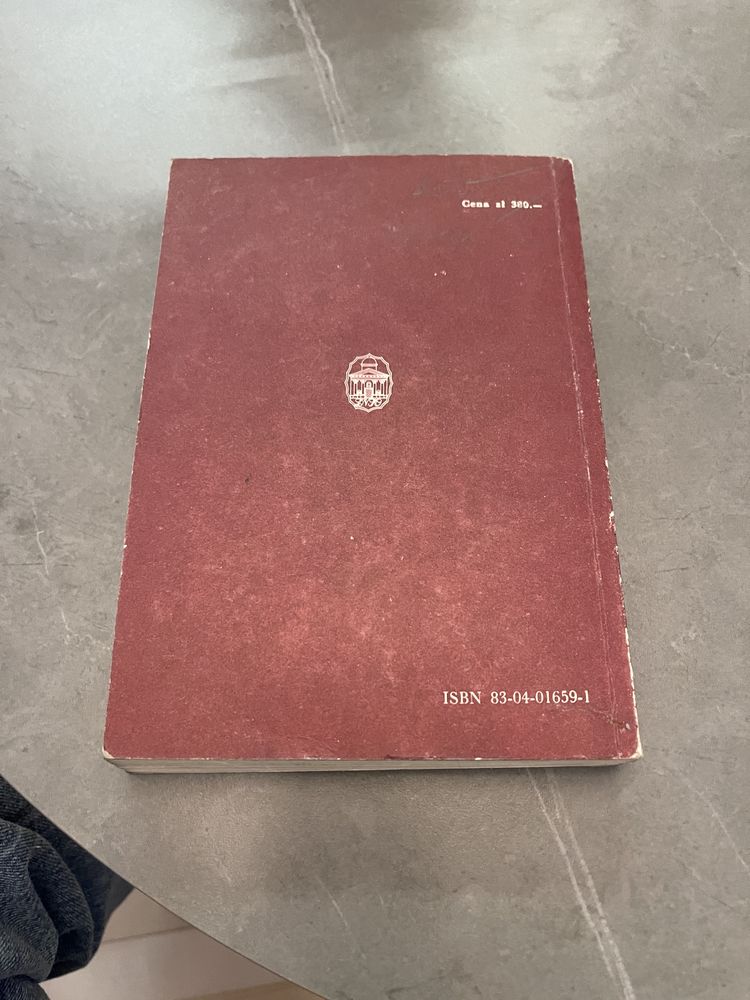 Cena zł 380.—
ISBN 83-04-01659-1